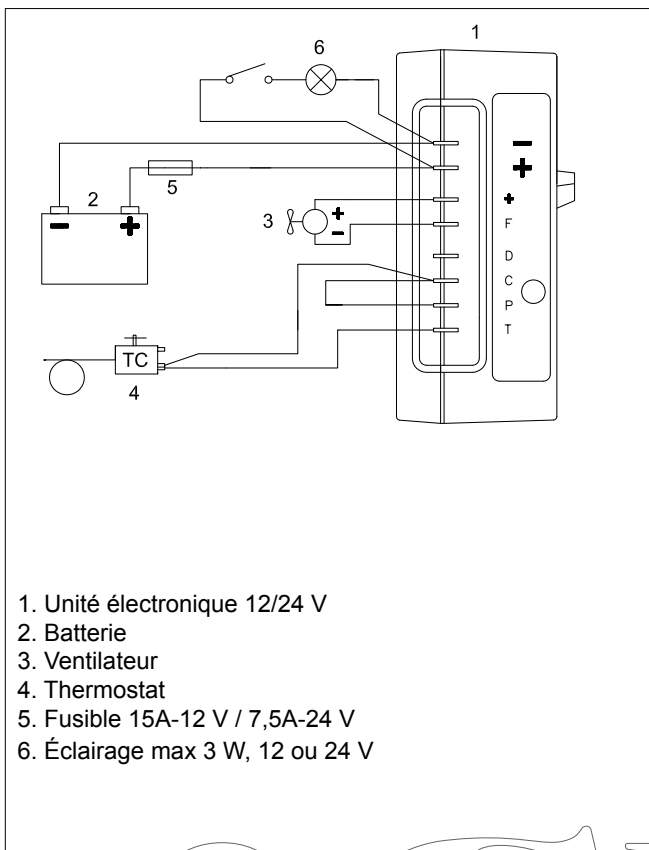 1
6
2
5
3
4
TC
−
+
+
−
−
+
+
F
D
C
P
T
1. Unité électronique 12/24 V
2. Batterie
3. Ventilateur
4. Thermostat
5. Fusible 15A-12 V / 7,5A-24 V
6. Éclairage max 3 W, 12 ou 24 V